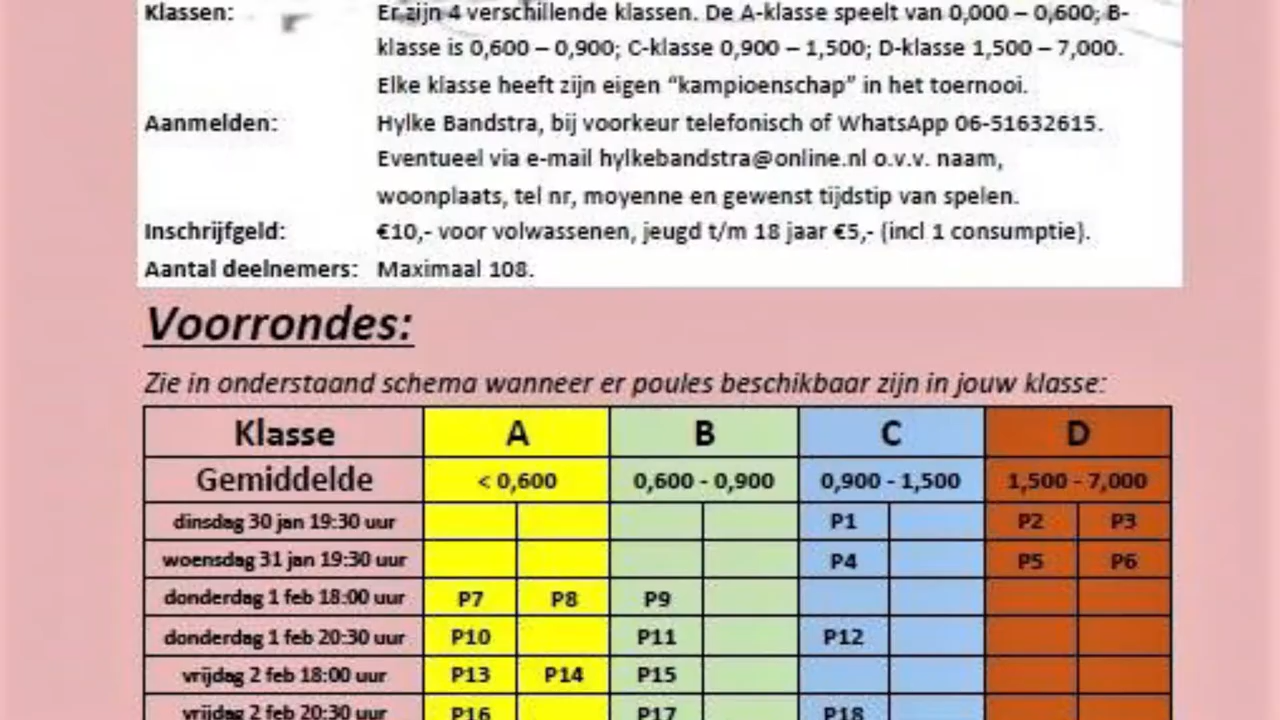 Klassen: Er zijn 4 verschillende klassen. De A-klasse speelt van 0,000 – 0,600; B-
klasse is 0,600 – 0,900; C-klasse 0,900 – 1,500; D-klasse 1,500 – 7,000.
Elke klasse heeft zijn eigen “kampioenschap” in het toernooi.
Aanmelden: Hylke Bandstra, bij voorkeur telefonisch of WhatsApp 06-51632615.
Eventueel via e-mail hylkebandstra@online.nl o.v.v. naam,
woonplaats, tel nr, moyenne en gewenst tijdstip van spelen.
Inschrijfgeld: €10,- voor volwassenen, jeugd t/m 18 jaar €5,- (incl 1 consumptie).
Aantal deelnemers: Maximaal 108.
Voorrondes:
Zie in onderstaand schema wanneer er poules beschikbaar zijn in jouw klasse:
Klasse A B C D
Gemiddelde < 0,600 0,600 - 0,900 0,900 - 1,500 1,500 - 7,000
dinsdag 30 jan 19:30 uur P1 P2 P3
woensdag 31 jan 19:30 uur P4 P5 P6
donderdag 1 feb 18:00 uur P7 P8 P9
donderdag 1 feb 20:30 uur P10 P11 P12
vrijdag 2 feb 18:00 uur P13 P14 P15
vrijdag 2 feb 20:30 uur P16 P17 P18